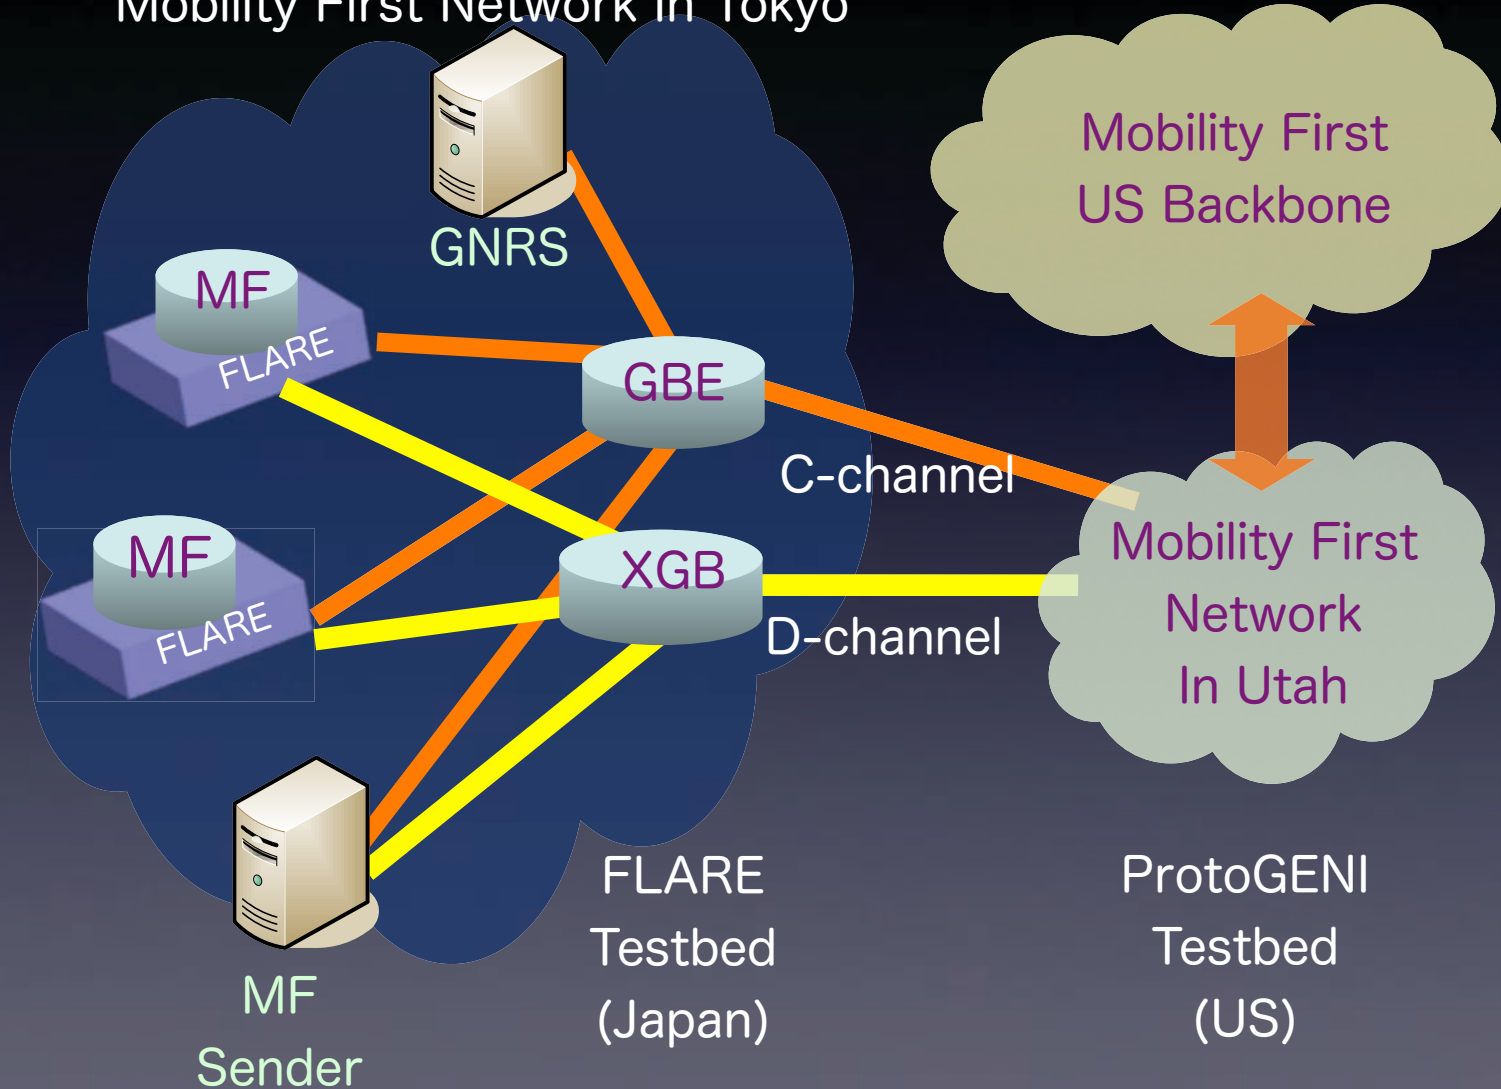 Mobility First Network In Tokyo
GNRS
MF
FLARE
GBE
C-channel
MF
FLARE
XGB
D-channel
MF
Sender
FLARE
Testbed
(Japan)
Mobility First
US Backbone
Mobility First
Network
In Utah
ProtoGENI
Testbed
(US)